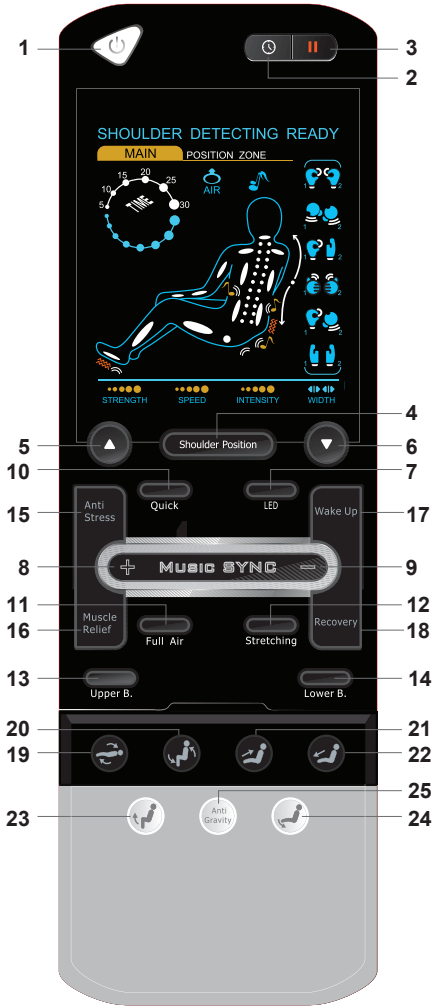 1
2
3
SHOULDER DETECTING READY
MAIN POSITION ZONE
5
10
15
20
25
30
TIME
AIR
1 2
1 2
1 2
1 2
1 2
1 2
STRENGTH SPEED INTENSITY WIDTH
4
5 Shoulder Position 6
10 Quick LED 7
15 Anti
Stress
Wake Up 17
8 + Music SYNC − 9
11 Full Air Stretching 12
16 Muscle
Relief
Recovery 18
13 Upper B. Lower B. 14
20 21
19 22
25
23 Anti
Gravity 24